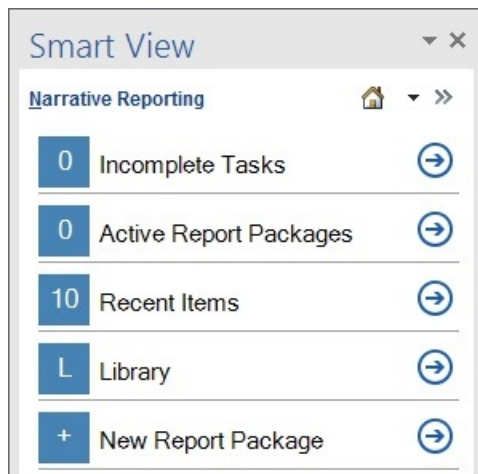 Smart View
Narrative Reporting
0 Incomplete Tasks
0 Active Report Packages
10 Recent Items
L Library
+ New Report Package